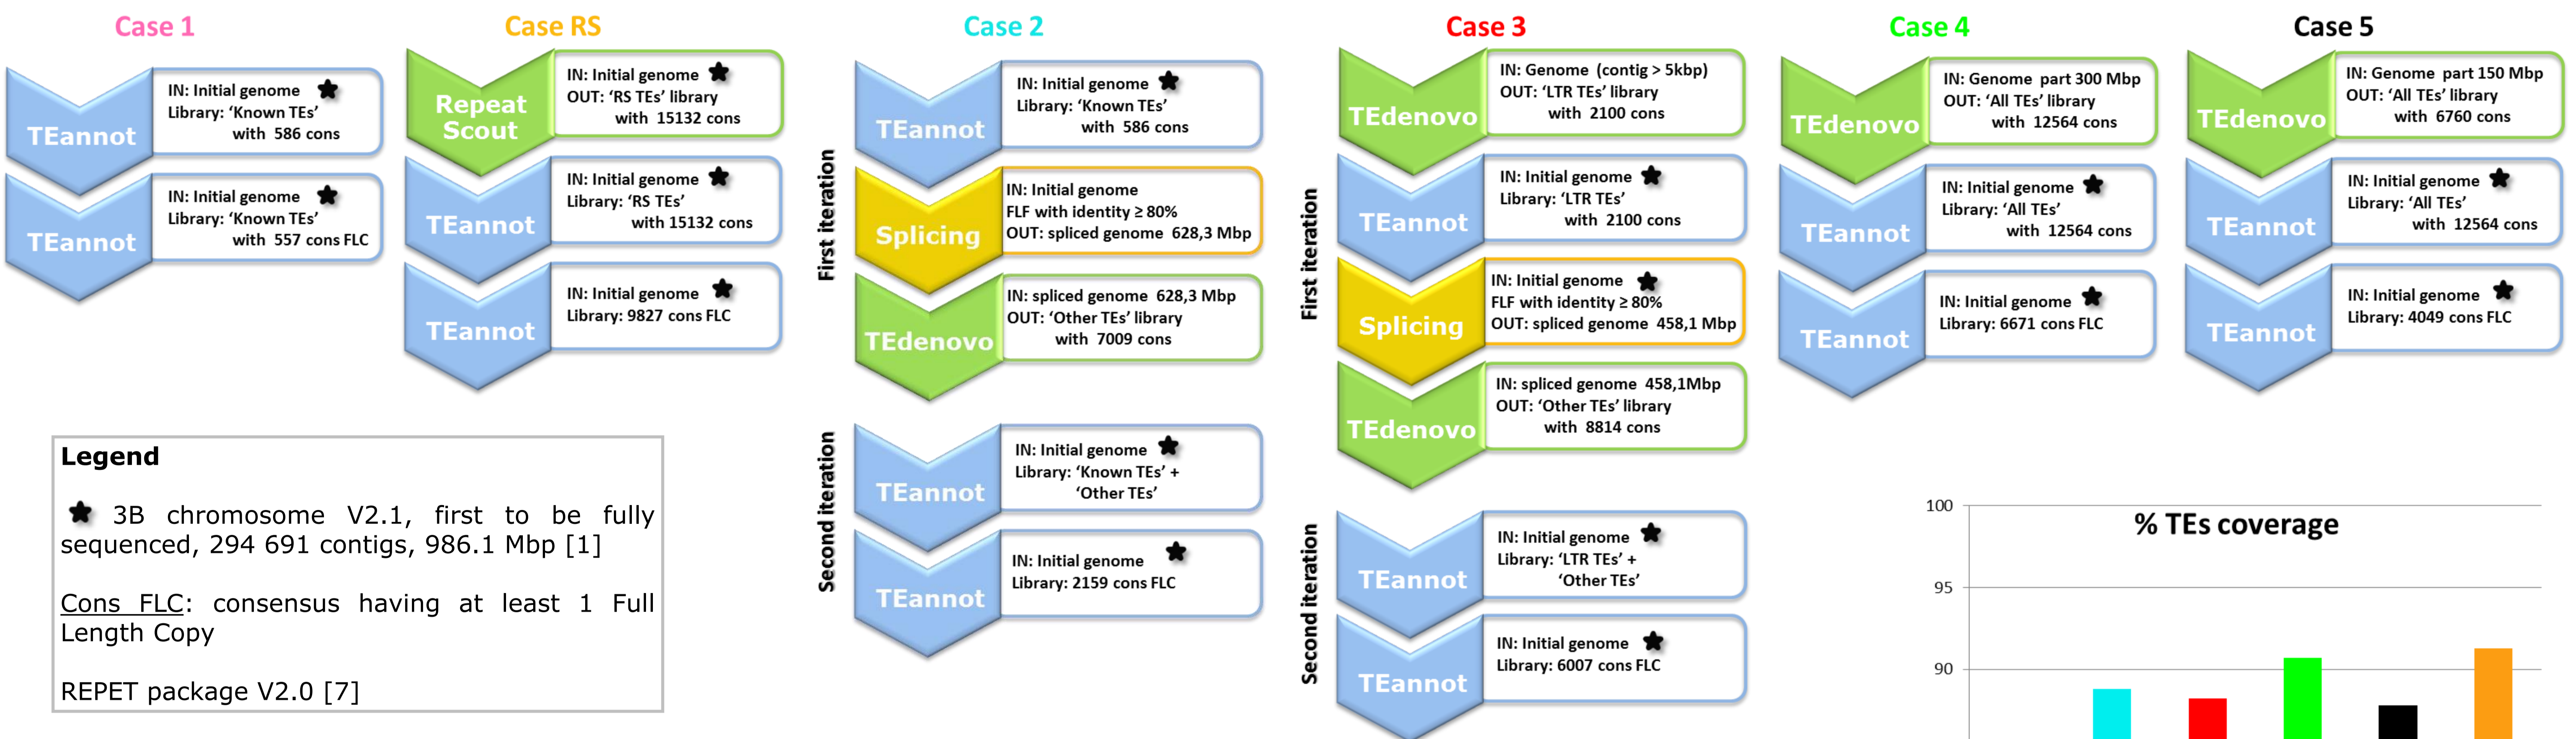 Case 1
TEannot
IN: Initial genome
Library: ‘Known TEs’
with 586 cons
TEannot
IN: Initial genome
Library: ‘Known TEs’
with 557 cons FLC
Case RS
Repeat
Scout
IN: Initial genome
OUT: ‘RS TEs’ library
with 15132 cons
TEannot
IN: Initial genome
Library: ‘RS TEs’
with 15132 cons
TEannot
IN: Initial genome
Library: 9827 cons FLC
Case 2
First iteration
TEannot
IN: Initial genome
Library: ‘Known TEs’
with 586 cons
Splicing
IN: Initial genome
FLF with identity ≥ 80%
OUT: spliced genome 628,3 Mbp
TEdenovo
IN: spliced genome 628,3 Mbp
OUT: ‘Other TEs’ library
with 7009 cons
Second iteration
TEannot
IN: Initial genome
Library: ‘Known TEs’ +
‘Other TEs’
TEannot
IN: Initial genome
Library: 2159 cons FLC
Case 3
First iteration
TEdenovo
IN: Genome (contig > 5kbp)
OUT: ‘LTR TEs’ library
with 2100 cons
TEannot
IN: Initial genome
Library: ‘LTR TEs’
with 2100 cons
Splicing
IN: Initial genome
FLF with identity ≥ 80%
OUT: spliced genome 458,1 Mbp
TEdenovo
IN: spliced genome 458,1Mbp
OUT: ‘Other TEs’ library
with 8814 cons
Second iteration
TEannot
IN: Initial genome
Library: ‘LTR TEs’ +
‘Other TEs’
TEannot
IN: Initial genome
Library: 6007 cons FLC
Case 4
TEdenovo
IN: Genome part 300 Mbp
OUT: ‘All TEs’ library
with 12564 cons
TEannot
IN: Initial genome
Library: ‘All TEs’
with 12564 cons
TEannot
IN: Initial genome
Library: 6671 cons FLC
Case 5
TEdenovo
IN: Genome part 150 Mbp
OUT: ‘All TEs’ library
with 6760 cons
TEannot
IN: Initial genome
Library: ‘All TEs’
with 12564 cons
TEannot
IN: Initial genome
Library: 4049 cons FLC
Legend
3B chromosome V2.1, first to be fully
sequenced, 294 691 contigs, 986.1 Mbp [1]
Cons FLC: consensus having at least 1 Full
Length Copy
REPET package V2.0 [7]
% TEs coverage
100
95
90